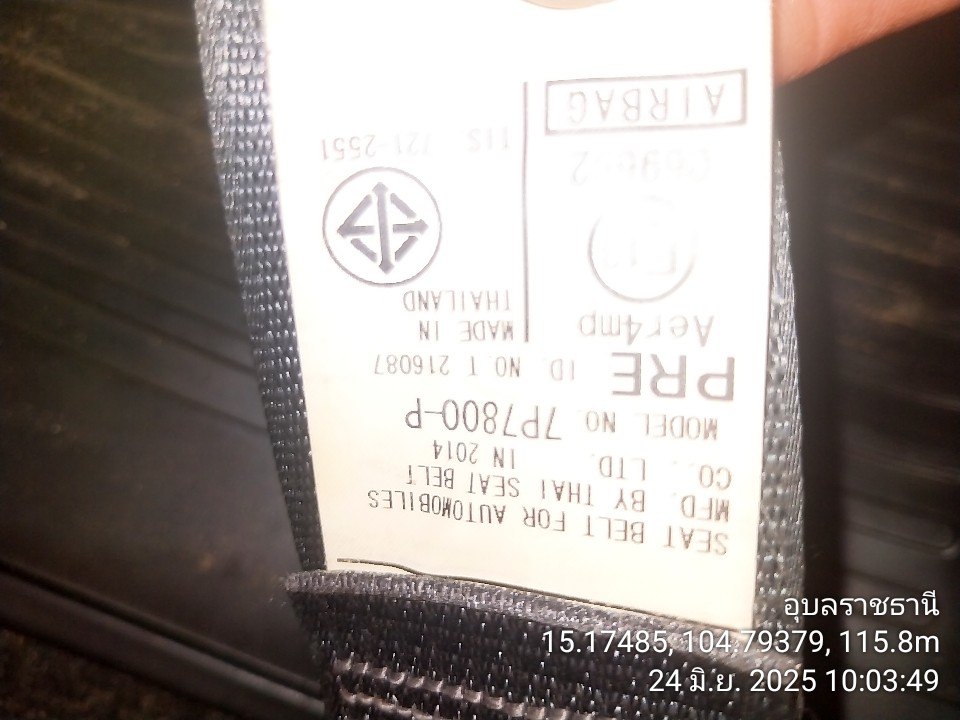 SEAT BELT FOR AUTOMOBILES
MFD. BY THAI SEAT BELT
CO., LTD. IN 2014
MODEL NO. 7P7800-P
PRE ID. NO. T 216087
Aer4mp
MADE IN
THAILAND
TIS 721-2551
AIRBAG
อุบลราชธานี
15.17485, 104.79379, 115.8m
24 มิ.ย. 2025 10:03:49